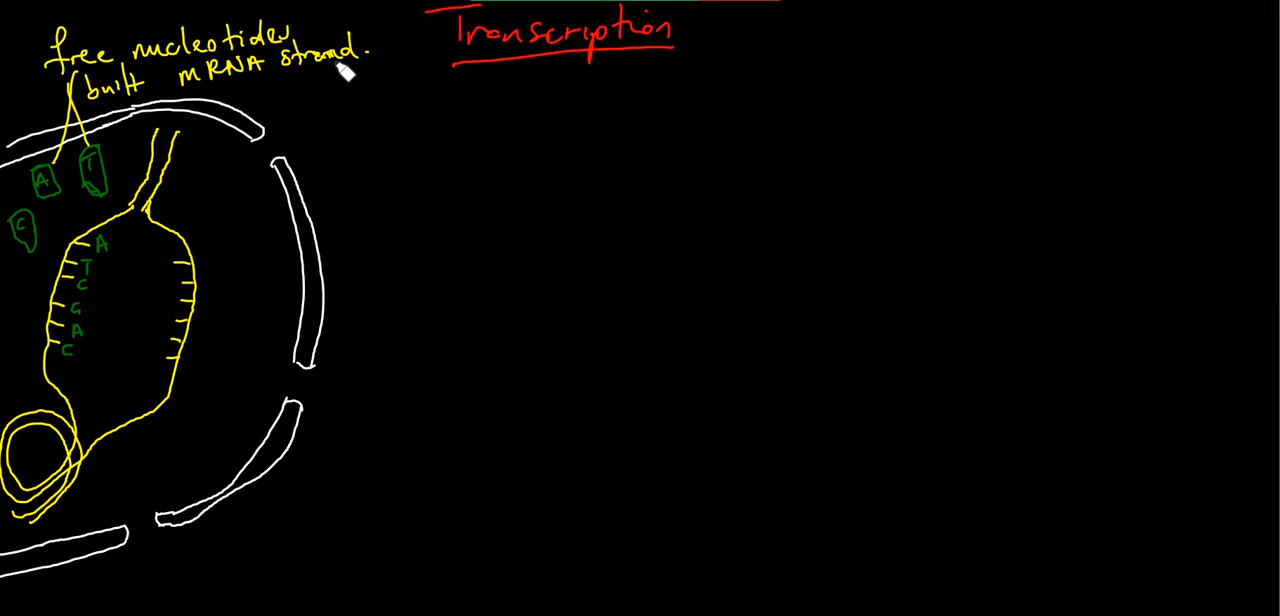 Transcription
free nucleotides
built mRNA strand.
A
T
C
A
T
C
G
A
C